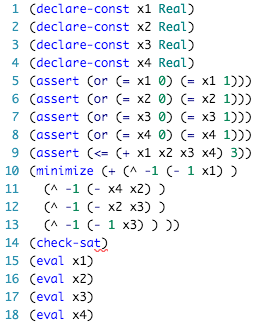 1 (declare-const x1 Real)
2 (declare-const x2 Real)
3 (declare-const x3 Real)
4 (declare-const x4 Real)
5 (assert (or (= x1 0) (= x1 1)))
6 (assert (or (= x2 0) (= x2 1)))
7 (assert (or (= x3 0) (= x3 1)))
8 (assert (or (= x4 0) (= x4 1)))
9 (assert (<= (+ x1 x2 x3 x4) 3))
10 (minimize (+ (^ -1 (- 1 x1) )
11 (^ -1 (- x4 x2) )
12 (^ -1 (- x2 x3) )
13 (^ -1 (- 1 x3) ) ))
14 (check-sat)
15 (eval x1)
16 (eval x2)
17 (eval x3)
18 (eval x4)